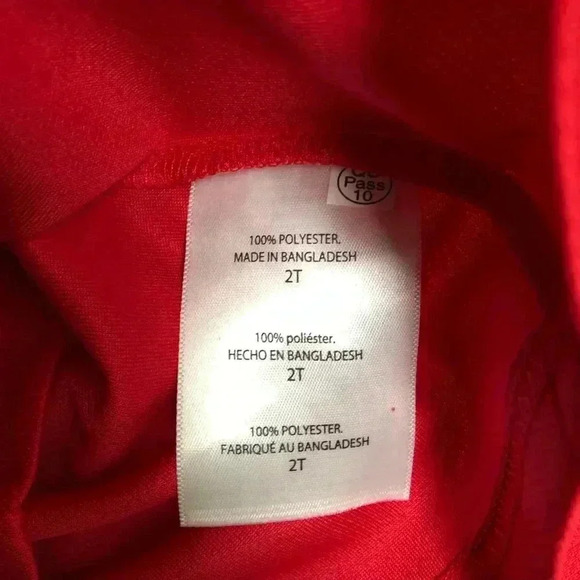 Pass
10
100% POLYESTER.
MADE IN BANGLADESH
2T
100% poliéster.
HECHO EN BANGLADESH
2T
100% POLYESTER.
FABRIQUÉ AU BANGLADESH
2T